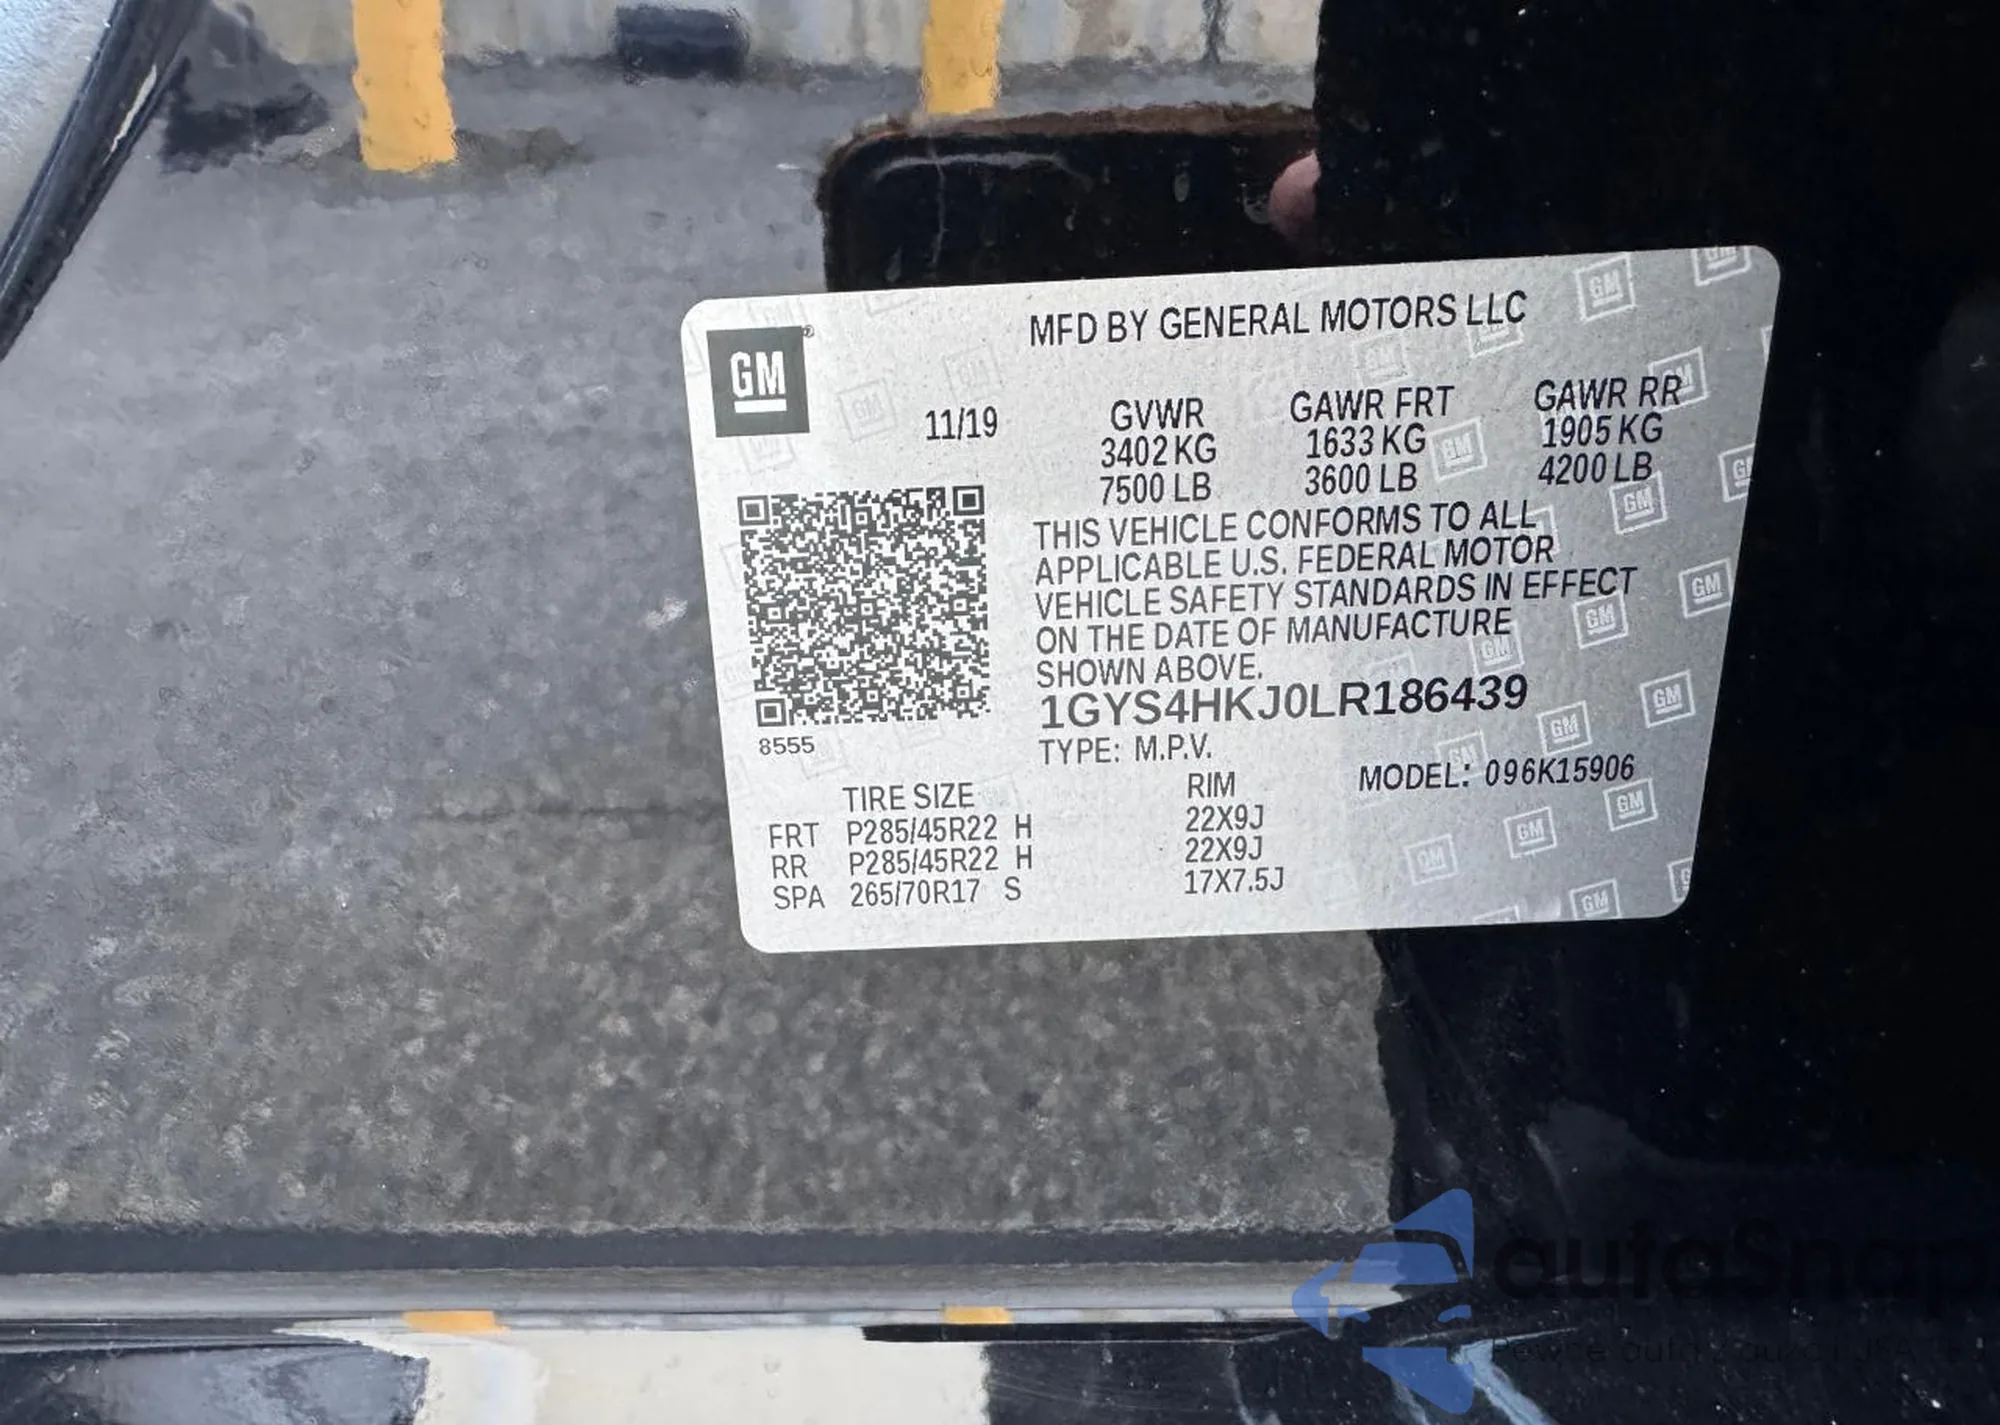 MFD BY GENERAL MOTORS LLC
GM
11/19
GVWR
3402 KG
7500 LB
GAWR FRT
1633 KG
3600 LB
GAWR RR
1905 KG
4200 LB
THIS VEHICLE CONFORMS TO ALL
APPLICABLE U.S. FEDERAL MOTOR
VEHICLE SAFETY STANDARDS IN EFFECT
ON THE DATE OF MANUFACTURE
SHOWN ABOVE.
1GYS4HKJ0LR186439
8555
TYPE: M.P.V.
MODEL: 096K15906
TIRE SIZE RIM
FRT P285/45R22 H 22X9J
RR P285/45R22 H 22X9J
SPA 265/70R17 S 17X7.5J
autoSnap